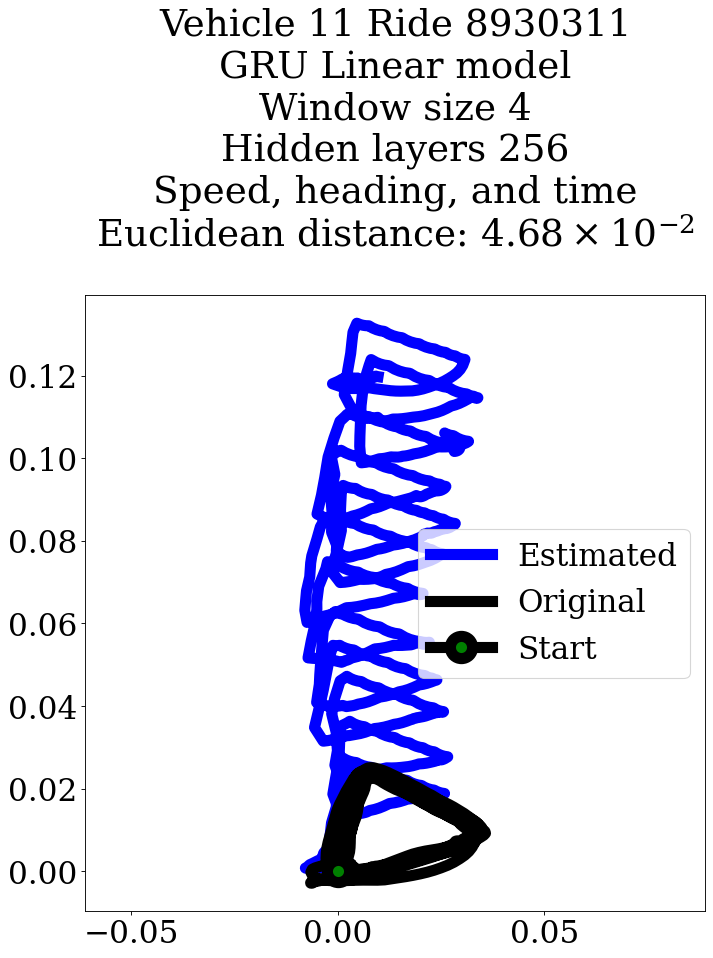 Vehicle 11 Ride 8930311
GRU Linear model
Window size 4
Hidden layers 256
Speed, heading, and time
Euclidean distance: 4.68 × 10⁻²
0.12
0.10
0.08
0.06
0.04
0.02
0.00
Estimated
Original
Start
−0.05
0.00
0.05